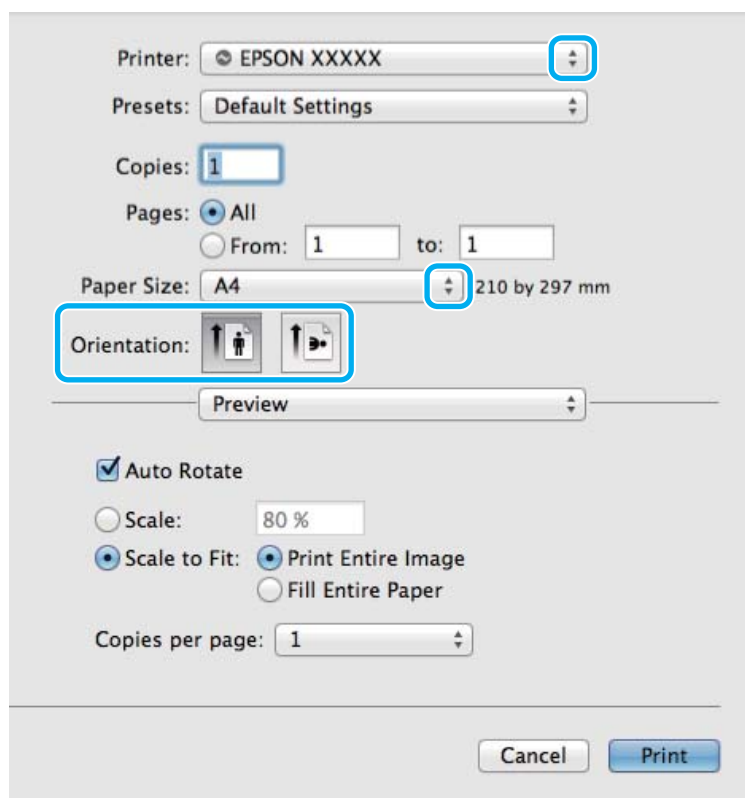 Printer: EPSON XXXXX
Presets: Default Settings
Copies: 1
Pages: All
From: 1 to: 1
Paper Size: A4 210 by 297 mm
Orientation:
Preview
Auto Rotate
Scale: 80 %
Scale to Fit: Print Entire Image
Fill Entire Paper
Copies per page: 1
Cancel Print